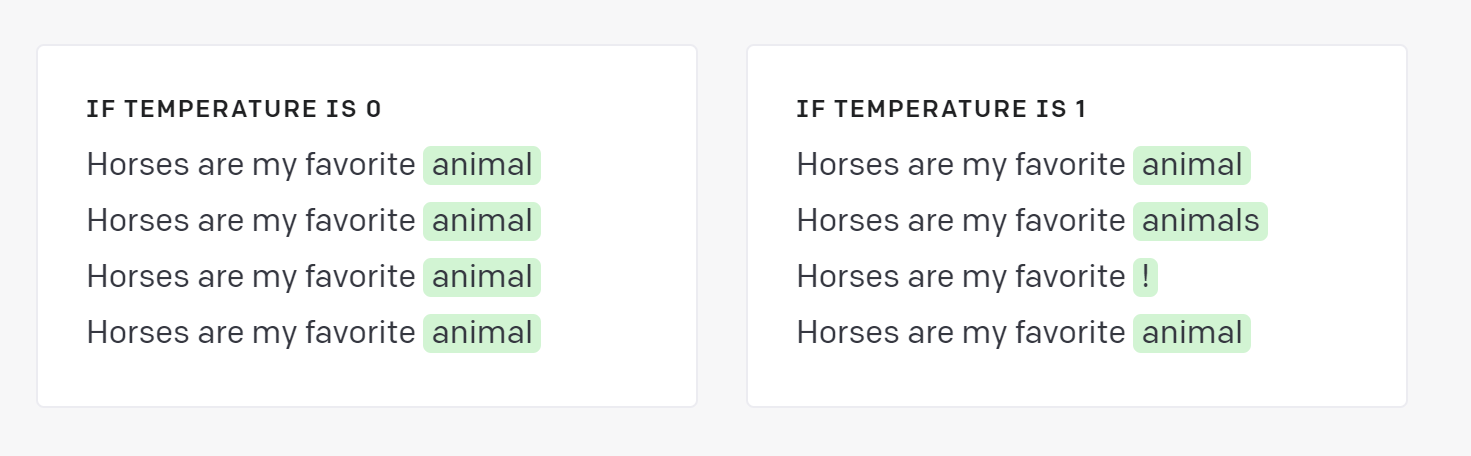 IF TEMPERATURE IS 0
Horses are my favorite animal
Horses are my favorite animal
Horses are my favorite animal
Horses are my favorite animal
IF TEMPERATURE IS 1
Horses are my favorite animal
Horses are my favorite animals
Horses are my favorite !
Horses are my favorite animal